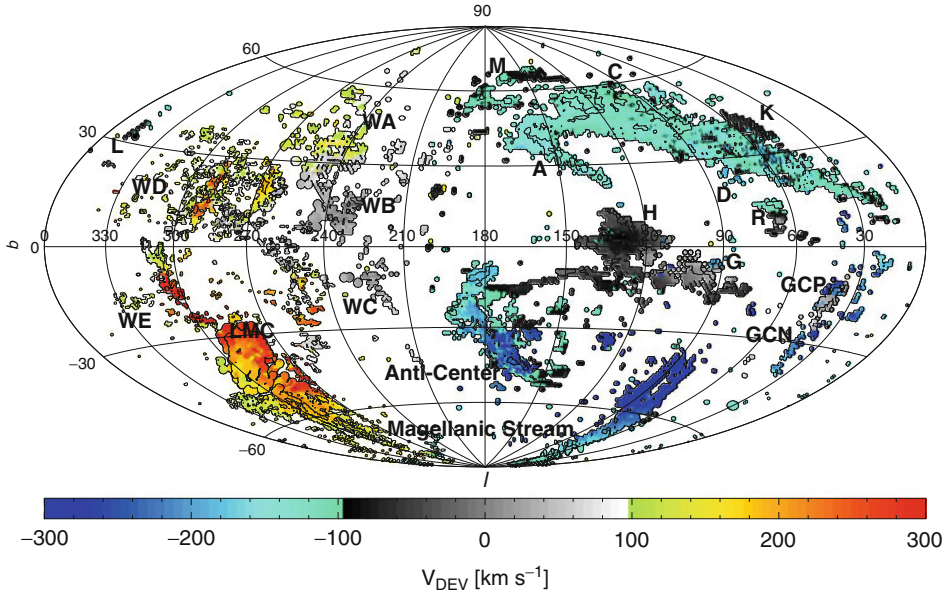 90
60
M
C
K
30
WA
L
A
WD
D
WB
H
R
b
0
330
300
270
240
210
180
150
120
90
60
30
G
GCP
WC
WE
LMC
GCN
−30
Anti-Center
Magellanic Stream
−60
l
−300
−200
−100
0
100
200
300
V_DEV [km s⁻¹]